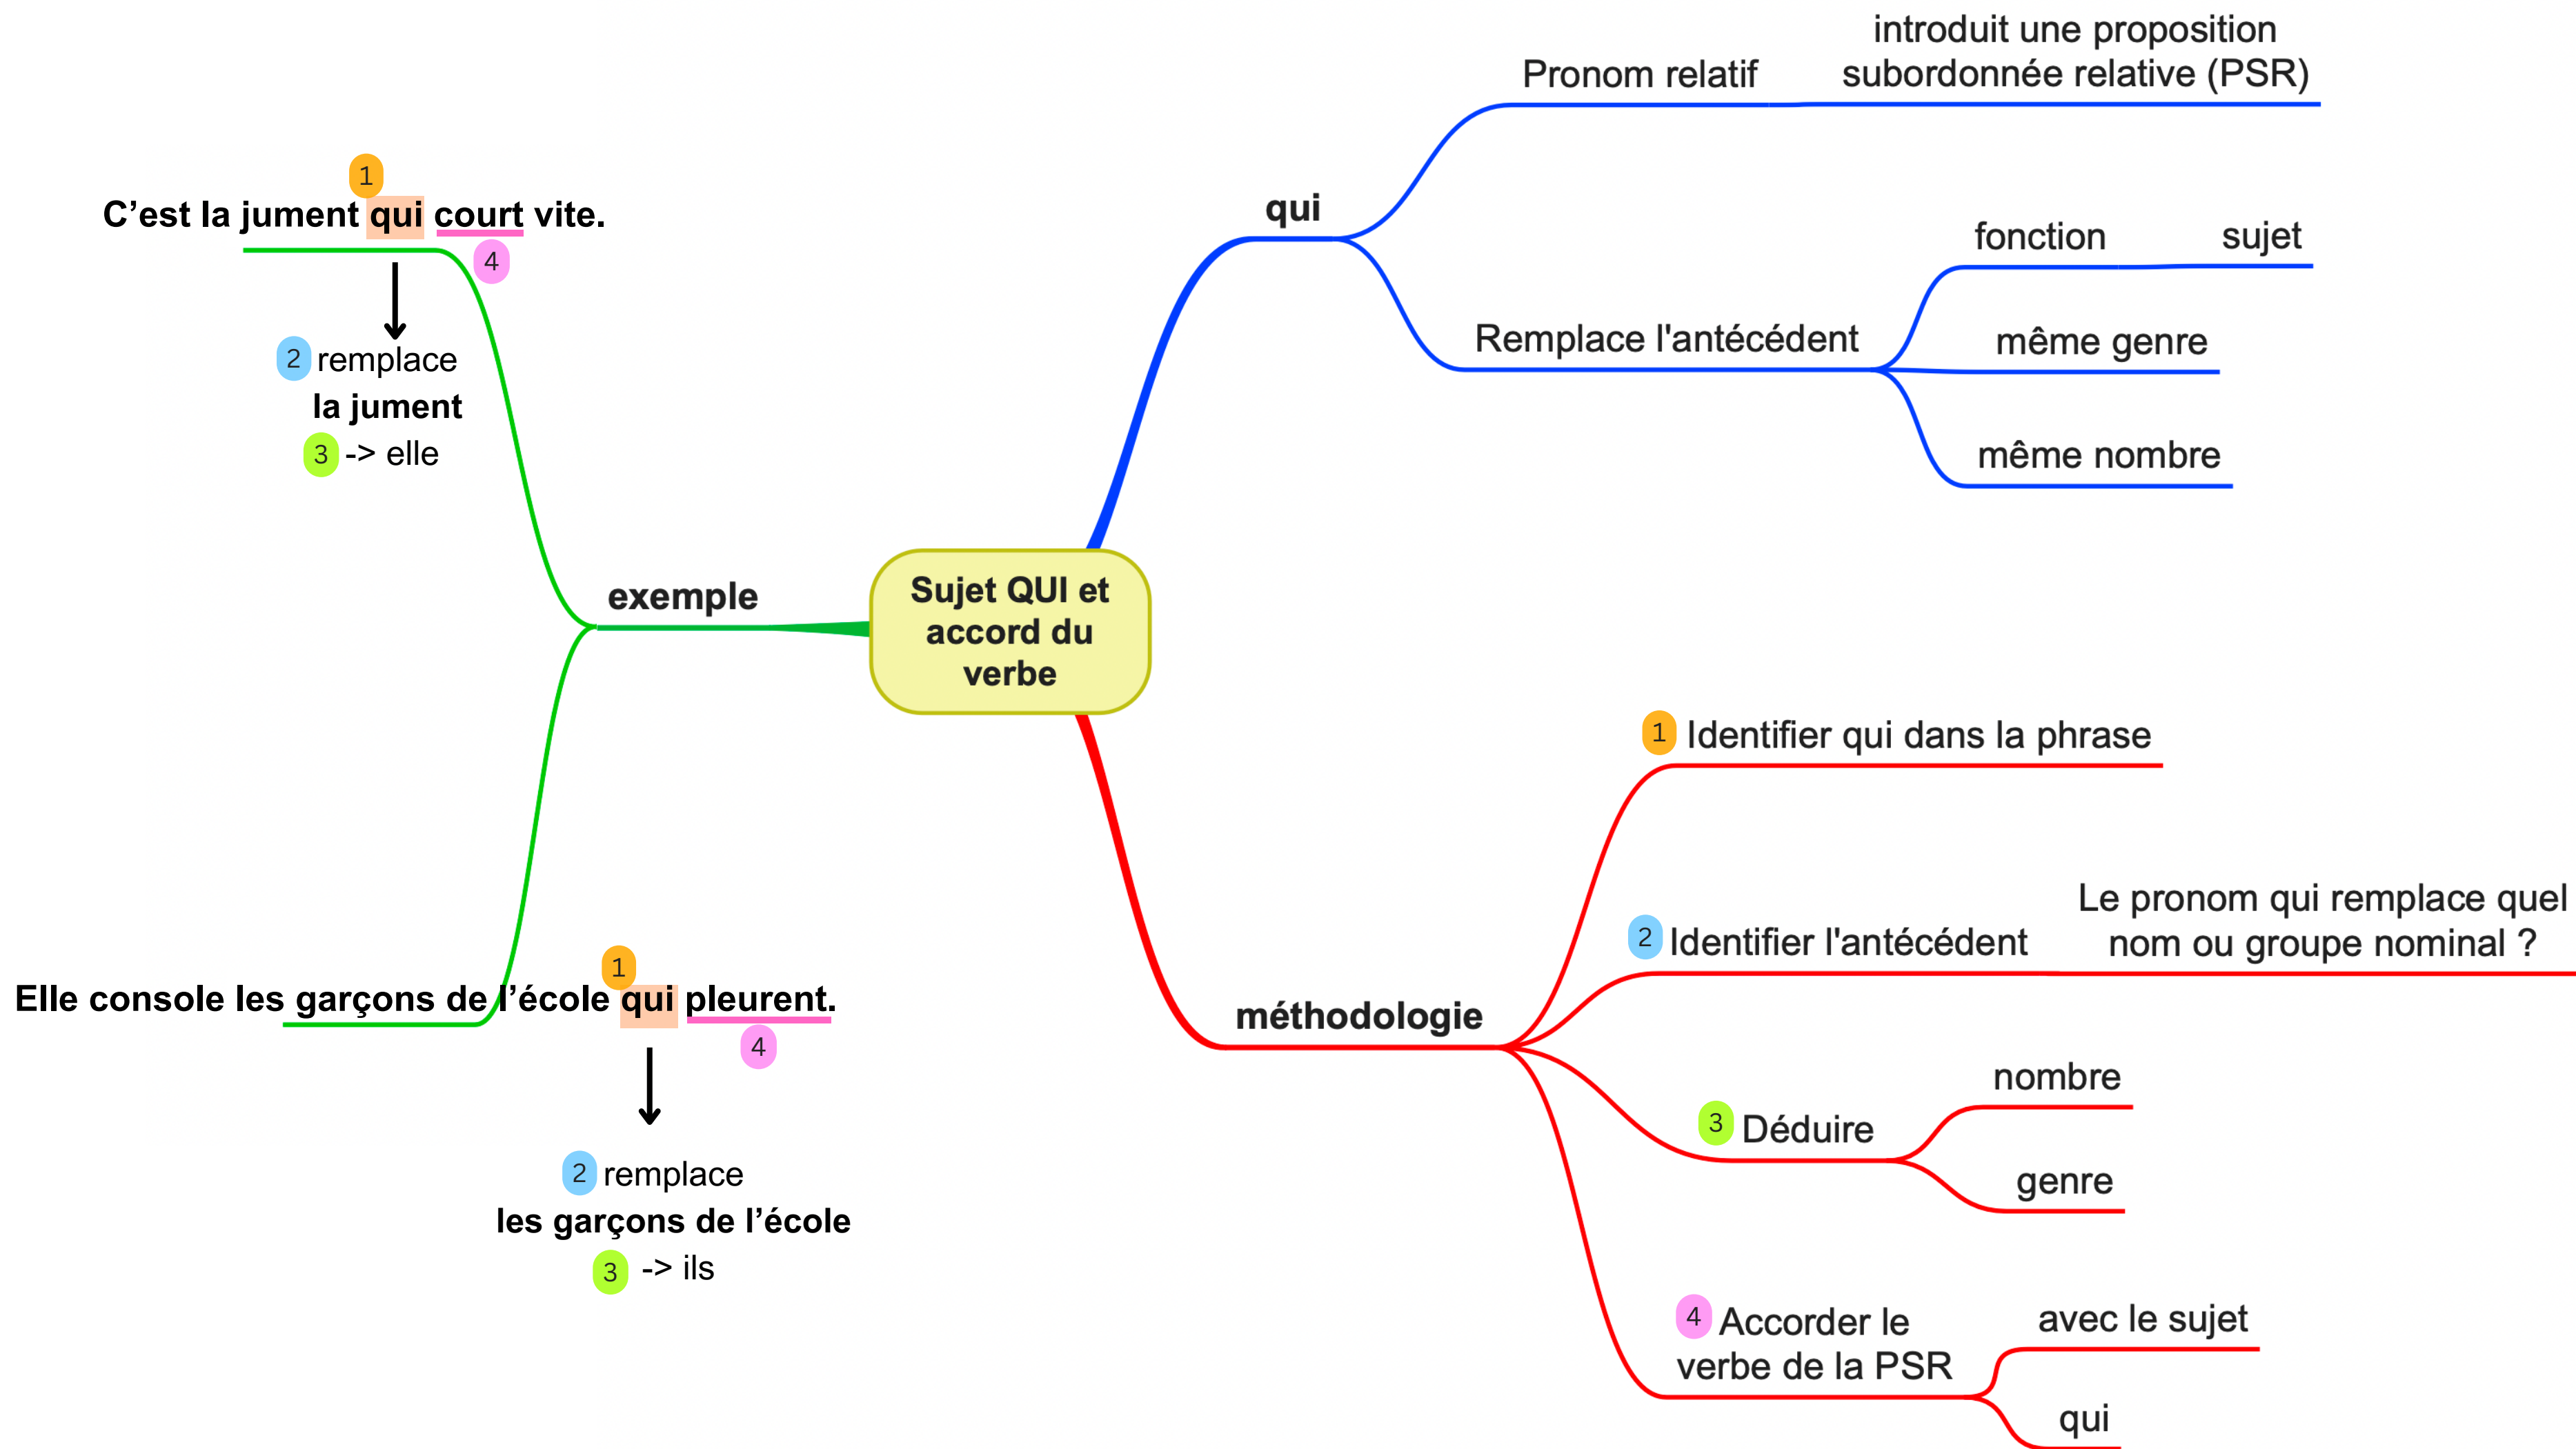 Sujet QUI et
accord du
verbe
qui
Pronom relatif
introduit une proposition
subordonnée relative (PSR)
Remplace l'antécédent
fonction
sujet
même genre
même nombre
méthodologie
1 Identifier qui dans la phrase
2 Identifier l'antécédent
Le pronom qui remplace quel
nom ou groupe nominal ?
3 Déduire
nombre
genre
4 Accorder le
verbe de la PSR
avec le sujet
qui
exemple
1
C’est la jument qui court vite.
4
2 remplace
la jument
3 -> elle
1
Elle console les garçons de l’école qui pleurent.
4
2 remplace
les garçons de l’école
3 -> ils